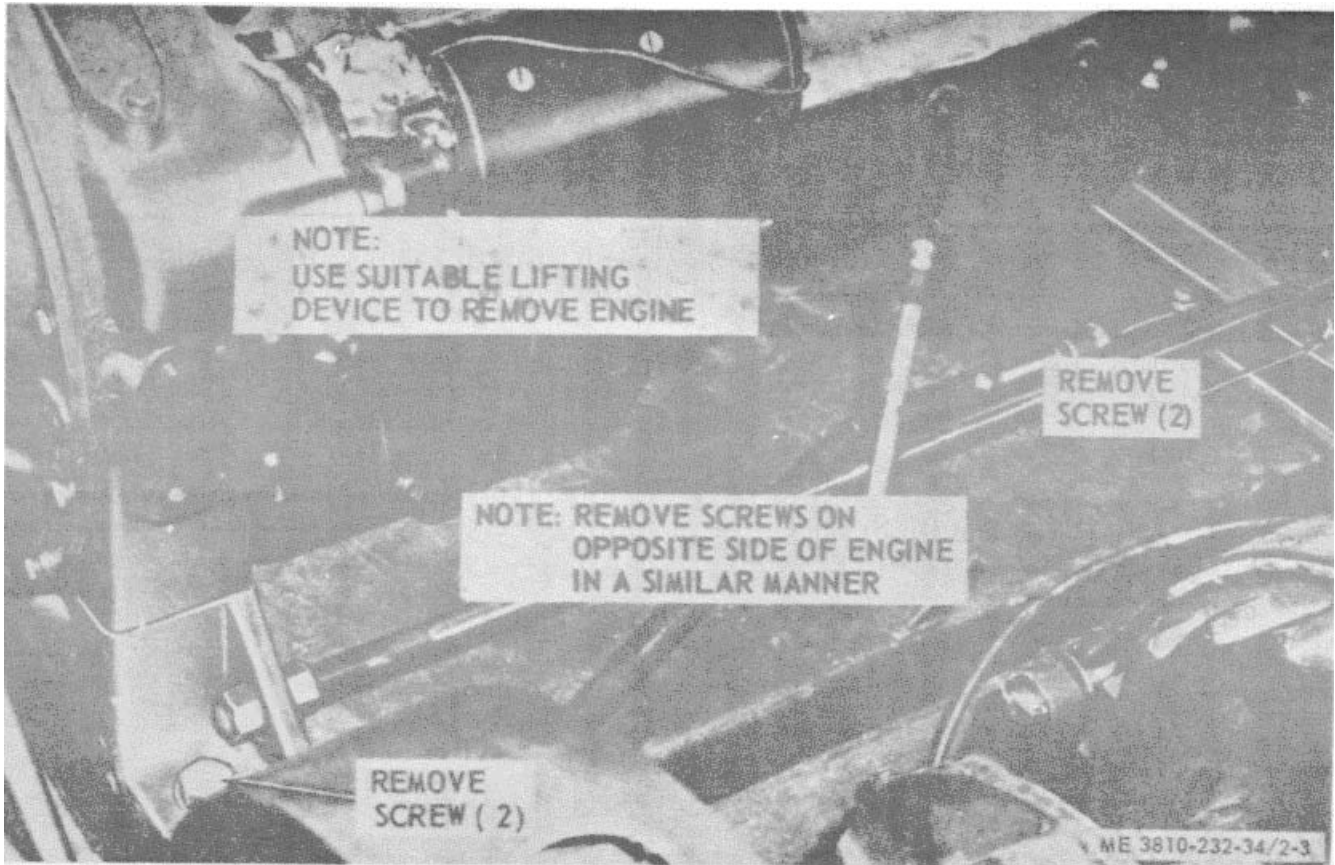 NOTE:
USE SUITABLE LIFTING
DEVICE TO REMOVE ENGINE
REMOVE
SCREW (2)
NOTE: REMOVE SCREWS ON
OPPOSITE SIDE OF ENGINE
IN A SIMILAR MANNER
REMOVE
SCREW ( 2)
ME 3810-232-34/2-3